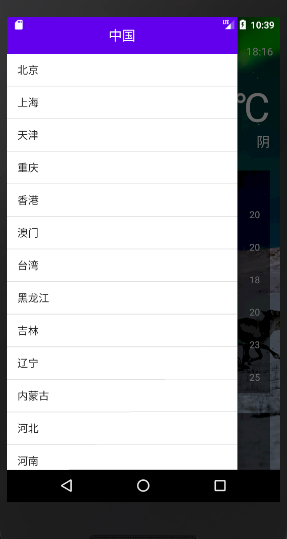 10:39
中国
18:16
℃
阴
北京
上海
天津
重庆
香港
20
澳门
20
台湾
18
黑龙江
20
吉林
23
辽宁
25
内蒙古
河北
河南